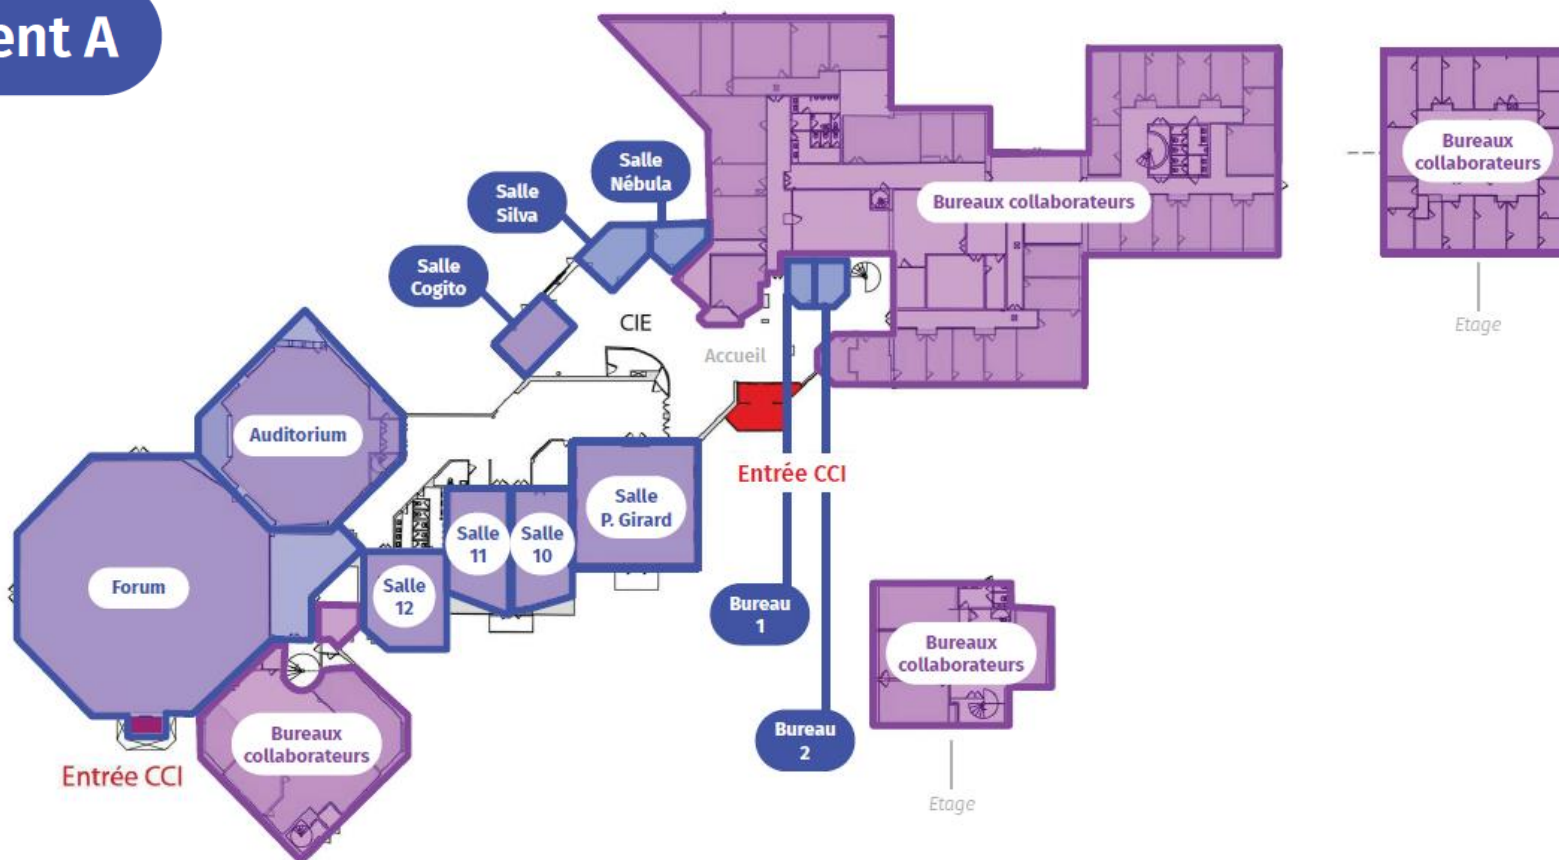 ent A
Salle
Nébula
Salle
Silva
Salle
Cogito
Bureaux collaborateurs
Bureaux
collaborateurs
Etage
CIE
Accueil
Auditorium
Entrée CCI
Salle
P. Girard
Salle
11
Salle
10
Salle
12
Forum
Bureau
1
Bureaux
collaborateurs
Bureau
2
Bureaux
collaborateurs
Entrée CCI
Etage